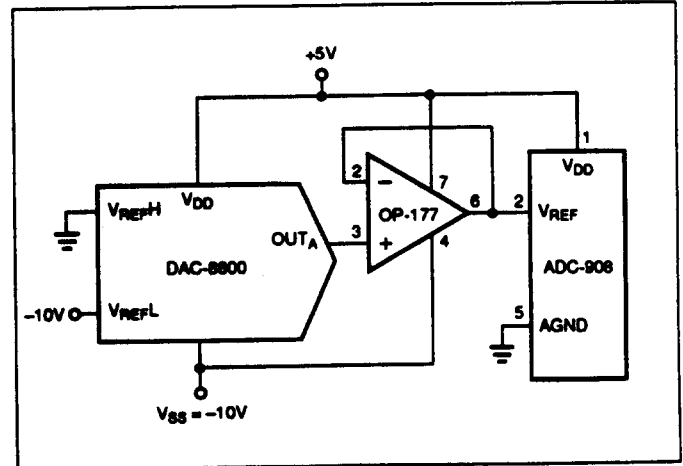 +5V
1
2
7
VDD
VREFH
VDD
6
2
VREF
OP-177
OUTA
3
4
DAC-8800
ADC-908
-10V
VREFL
5
AGND
VSS = -10V
−
+